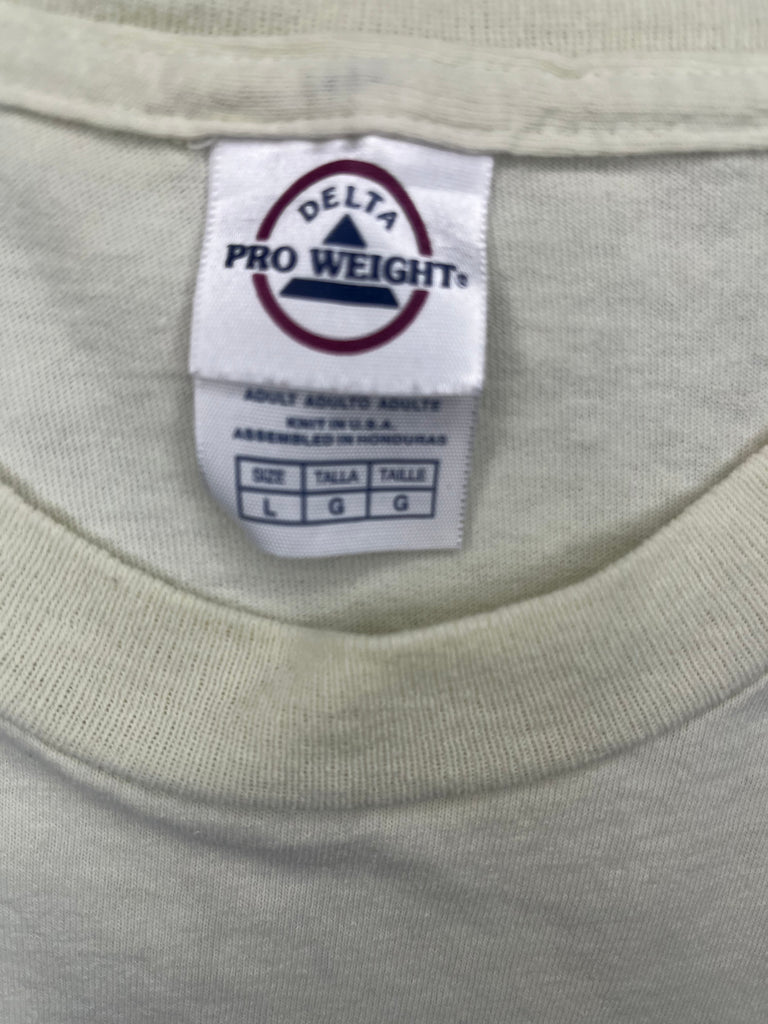 DELTA
PRO WEIGHT®
ADULT ADULTO ADULTE
KNIT IN U.S.A.
ASSEMBLED IN HONDURAS
SIZE TALLA TAILLE
L G G